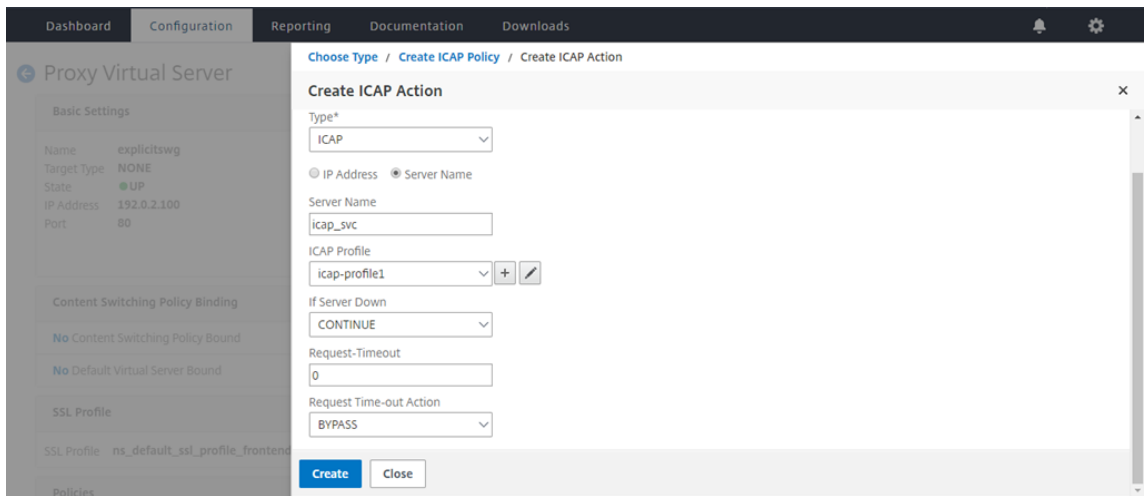 Dashboard Configuration Reporting Documentation Downloads
Proxy Virtual Server
Basic Settings
Name explicitswg
Target Type NONE
State UP
IP Address 192.0.2.100
Port 80
Content Switching Policy Binding
No Content Switching Policy Bound
No Default Virtual Server Bound
SSL Profile
SSL Profile ns_default_ssl_profile_frontend
Policies
Choose Type / Create ICAP Policy / Create ICAP Action
Create ICAP Action
Type*
ICAP
IP Address Server Name
Server Name
icap_svc
ICAP Profile
icap-profile1
If Server Down
CONTINUE
Request-Timeout
0
Request Time-out Action
BYPASS
Create Close